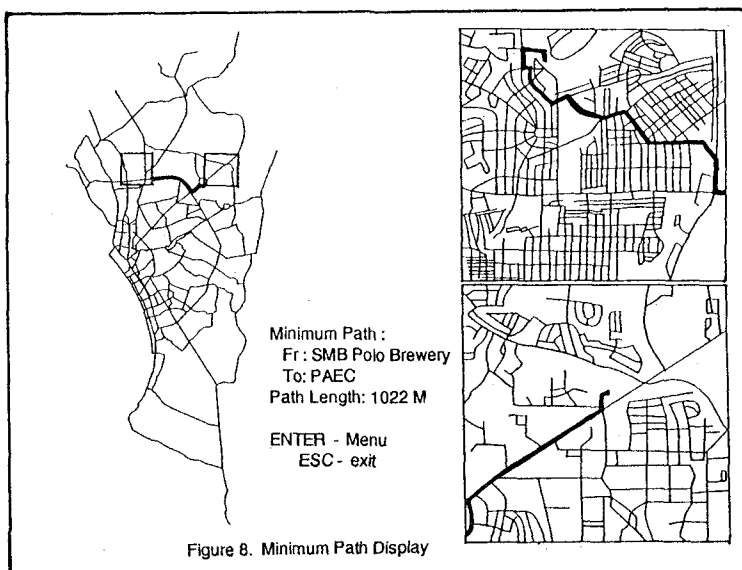 Minimum Path :
Fr : SMB Polo Brewery
To: PAEC
Path Length: 1022 M
ENTER - Menu
ESC - exit
Figure 8. Minimum Path Display